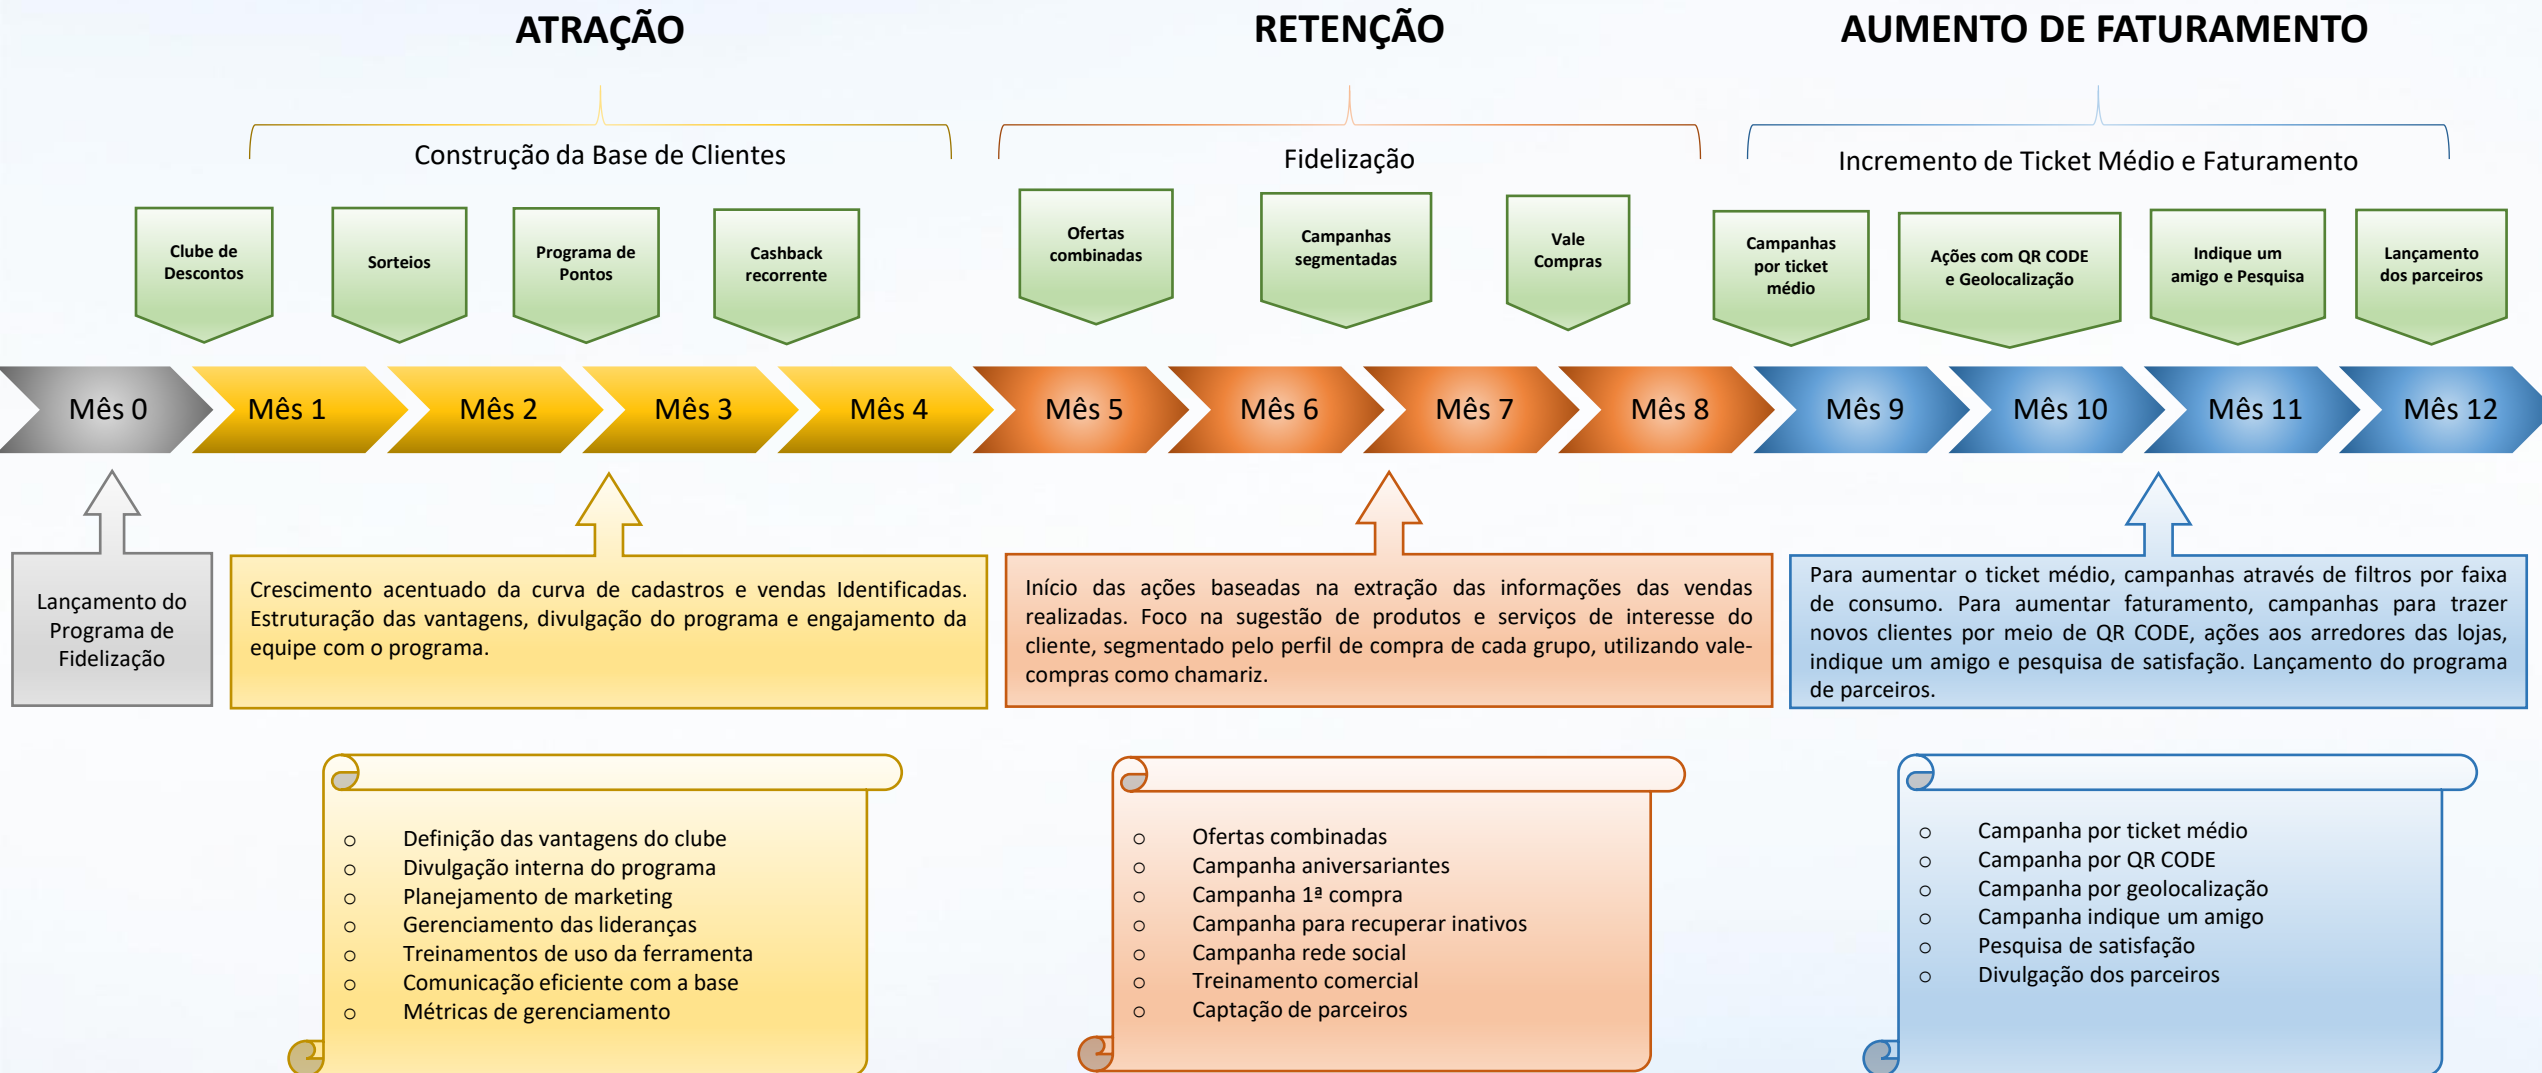 ATRAÇÃO
RETENÇÃO
AUMENTO DE FATURAMENTO
Construção da Base de Clientes
Fidelização
Incremento de Ticket Médio e Faturamento
Clube de
Descontos
Sorteios
Programa de
Pontos
Cashback
recorrente
Ofertas
combinadas
Campanhas
segmentadas
Vale
Compras
Campanhas
por ticket
médio
Ações com QR CODE
e Geolocalização
Indique um
amigo e Pesquisa
Lançamento
dos parceiros
Mês 0
Mês 1
Mês 2
Mês 3
Mês 4
Mês 5
Mês 6
Mês 7
Mês 8
Mês 9
Mês 10
Mês 11
Mês 12
Lançamento do
Programa de
Fidelização
Crescimento acentuado da curva de cadastros e vendas Identificadas.
Estruturação das vantagens, divulgação do programa e engajamento da
equipe com o programa.
Início das ações baseadas na extração das informações das vendas
realizadas. Foco na sugestão de produtos e serviços de interesse do
cliente, segmentado pelo perfil de compra de cada grupo, utilizando vale-
compras como chamariz.
Para aumentar o ticket médio, campanhas através de filtros por faixa
de consumo. Para aumentar faturamento, campanhas para trazer
novos clientes por meio de QR CODE, ações aos arredores das lojas,
indique um amigo e pesquisa de satisfação. Lançamento do programa
de parceiros.
o Definição das vantagens do clube
o Divulgação interna do programa
o Planejamento de marketing
o Gerenciamento das lideranças
o Treinamentos de uso da ferramenta
o Comunicação eficiente com a base
o Métricas de gerenciamento
o Ofertas combinadas
o Campanha aniversariantes
o Campanha 1ª compra
o Campanha para recuperar inativos
o Campanha rede social
o Treinamento comercial
o Captação de parceiros
o Campanha por ticket médio
o Campanha por QR CODE
o Campanha por geolocalização
o Campanha indique um amigo
o Pesquisa de satisfação
o Divulgação dos parceiros